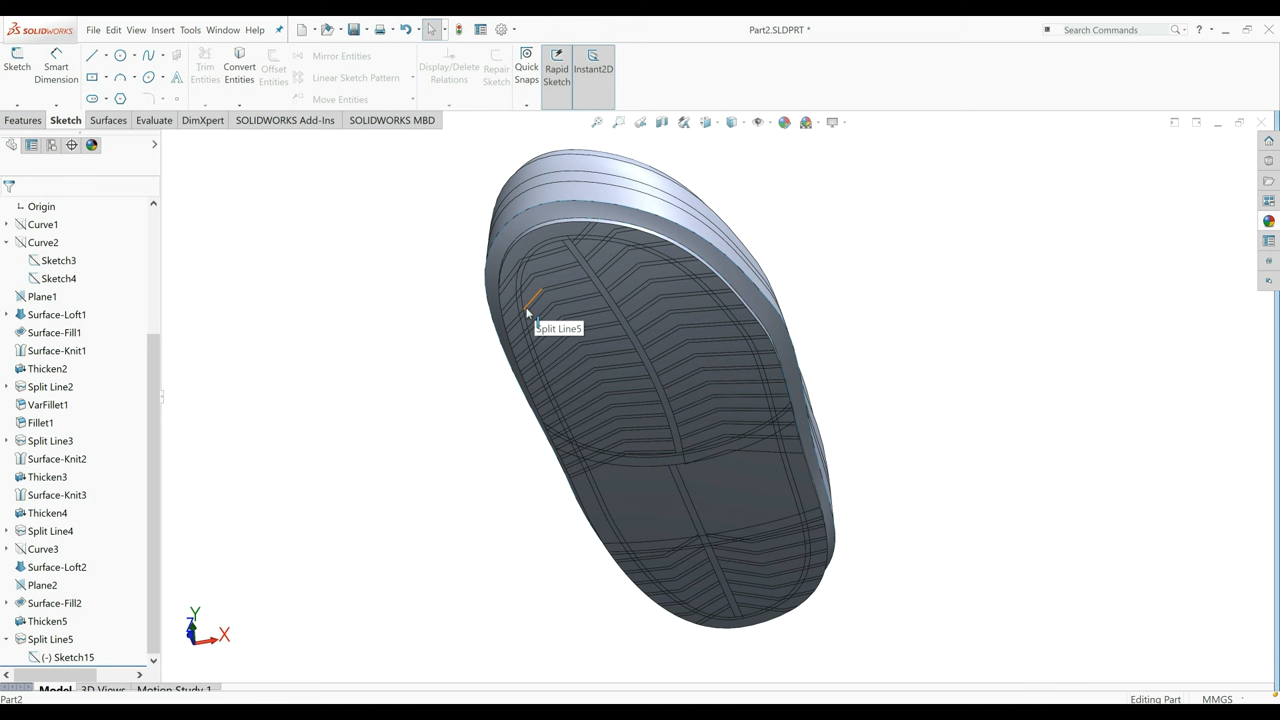 SOLIDWORKS File Edit View Insert Tools Window Help Part2.SLDPRT * Search Commands ?
Sketch Smart Dimension Trim Entities Convert Entities Offset Entities Mirror Entities Linear Sketch Pattern Move Entities Display/Delete Relations Repair Sketch Quick Snaps Rapid Sketch Instant2D
Features Sketch Surfaces Evaluate DimXpert SOLIDWORKS Add-Ins SOLIDWORKS MBD
Origin
Curve1
Curve2
Sketch3
Sketch4
Plane1
Surface-Loft1
Surface-Fill1
Split Line5
Surface-Knit1
Thicken2
Split Line2
VarFillet1
Fillet1
Split Line3
Surface-Knit2
Thicken3
Surface-Knit3
Thicken4
Split Line4
Curve3
Surface-Loft2
Plane2
Surface-Fill2
Thicken5
Y
Z
X
Split Line5
(-) Sketch15
Model 3D Views Motion Study 1
Part2 Editing Part MMGS